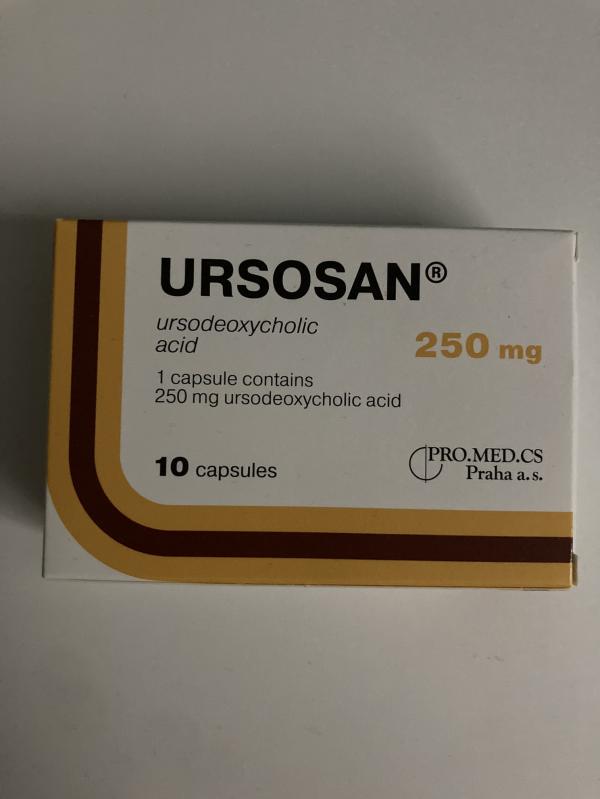 URSOSAN®
ursodeoxycholic
acid
250 mg
1 capsule contains
250 mg ursodeoxycholic acid
10 capsules
PRO.MED.CS
Praha a.s.